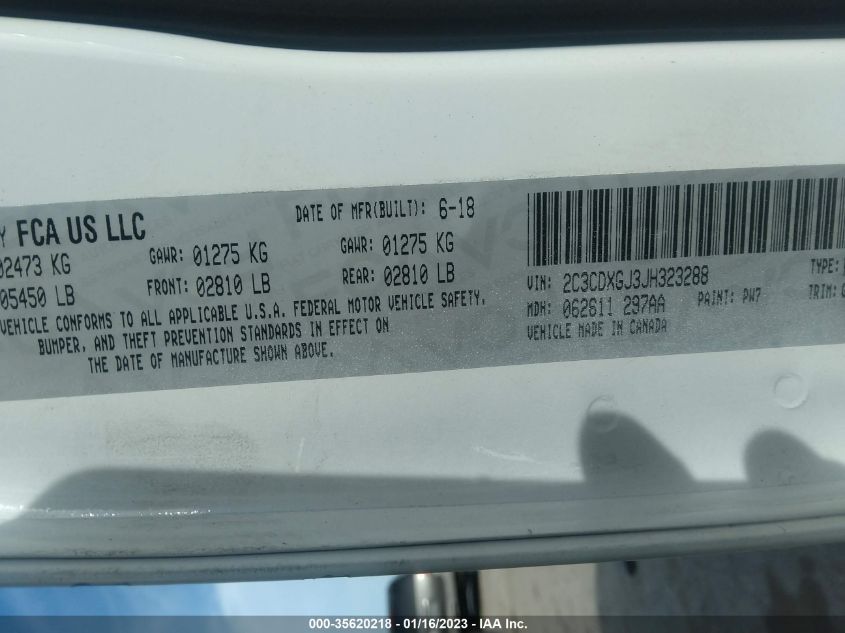 Y FCA US LLC
DATE OF MFR(BUILT): 6-18
02473 KG
GAWR: 01275 KG
GAWR: 01275 KG
05450 LB
FRONT: 02810 LB
REAR: 02810 LB
VEHICLE CONFORMS TO ALL APPLICABLE U.S.A. FEDERAL MOTOR VEHICLE SAFETY,
BUMPER, AND THEFT PREVENTION STANDARDS IN EFFECT ON
THE DATE OF MANUFACTURE SHOWN ABOVE.
VIN: 2C3CDXGJ3JH323288
TYPE:
MDH: 062611 297AA
PAINT: PW7
TRIM:
VEHICLE MADE IN CANADA
000-35620218 - 01/16/2023 - IAA Inc.